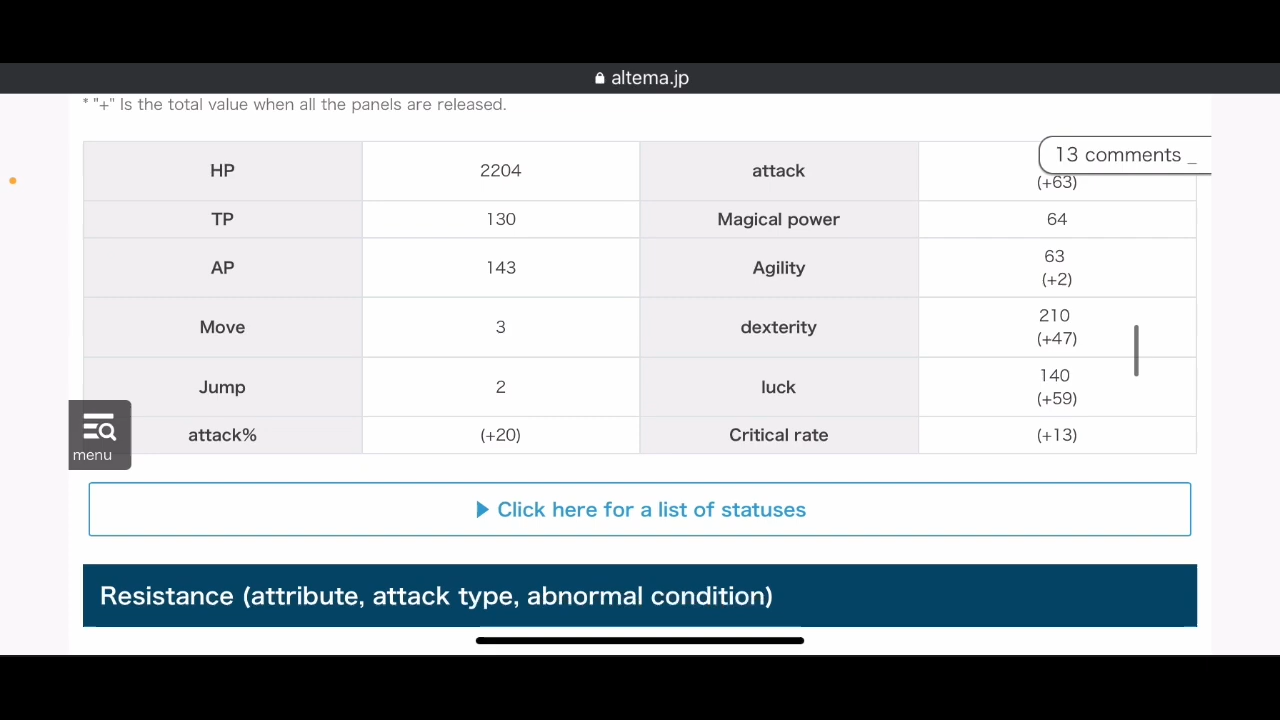 altema.jp
* "+" Is the total value when all the panels are released.
13 comments _
HP 2204 attack (+63)
TP 130 Magical power 64
AP 143 Agility 63
(+2)
Move 3 dexterity 210
(+47)
Jump 2 luck 140
(+59)
attack% (+20) Critical rate (+13)
menu
Click here for a list of statuses
Resistance (attribute, attack type, abnormal condition)